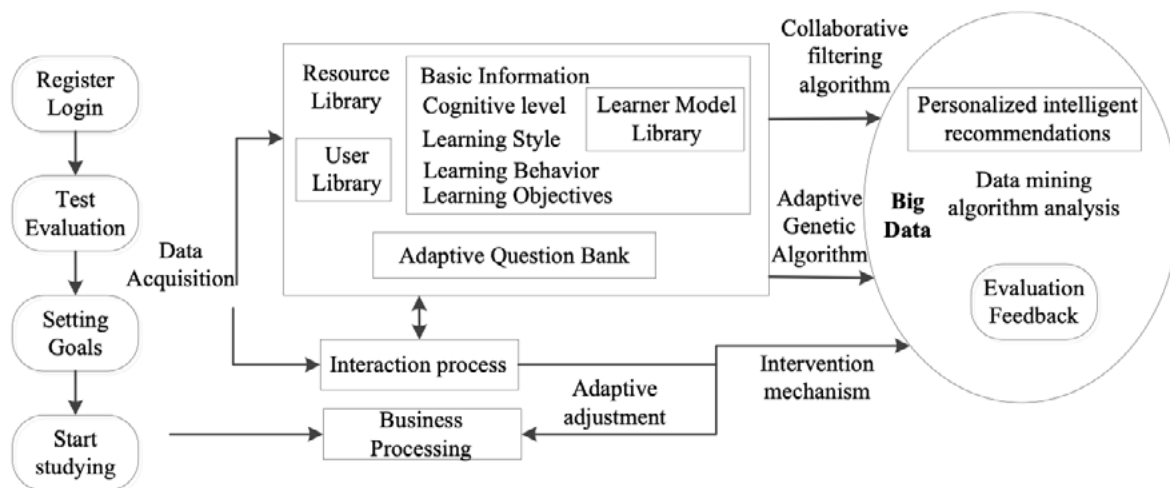 Register
Login
Test
Evaluation
Setting
Goals
Start
studying
Data
Acquisition
Resource
Library
User
Library
Basic Information
Cognitive level
Learning Style
Learning Behavior
Learning Objectives
Learner Model
Library
Adaptive Question Bank
Interaction process
Business
Processing
Adaptive
adjustment
Collaborative
filtering
algorithm
Adaptive
Genetic
Algorithm
Intervention
mechanism
Personalized intelligent
recommendations
Data mining
algorithm analysis
Big
Data
Evaluation
Feedback